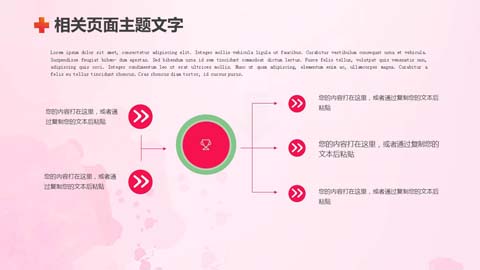 相关页面主题文字
Lorem ipsum dolor sit amet, consectetur adipiscing elit. Integer mollis vehicula ligula ut faucibus. Curabitur vestibulum consequat nunc et vehicula.
Suspendisse feugiat biben- dum egestas. Sed bibendum nunc id sem tincidunt commodoat dictum lectus. Fusce felis tellus, volutpat quis venenatis non,
adipiscing quis orci. Integer condimentum leo ut erat ultrices mollis. Nunc ut quam adipiscing, elementum enim ac, ullamcorper magna. Curabitur a
felis eu tellus tincidunt rhoncus. Cras rhoncus diam tortor, id cursus purus.
您的内容打在这里，或者通
过复制您的文本后粘贴
您的内容打在这里，或者通
过复制您的文本后粘贴
您的内容打在这里，或者通过复制您的文本后
粘贴
您的内容打在这里，或者通过复制您的
文本后粘贴
您的内容打在这里，或者通过复制您的文本后
粘贴